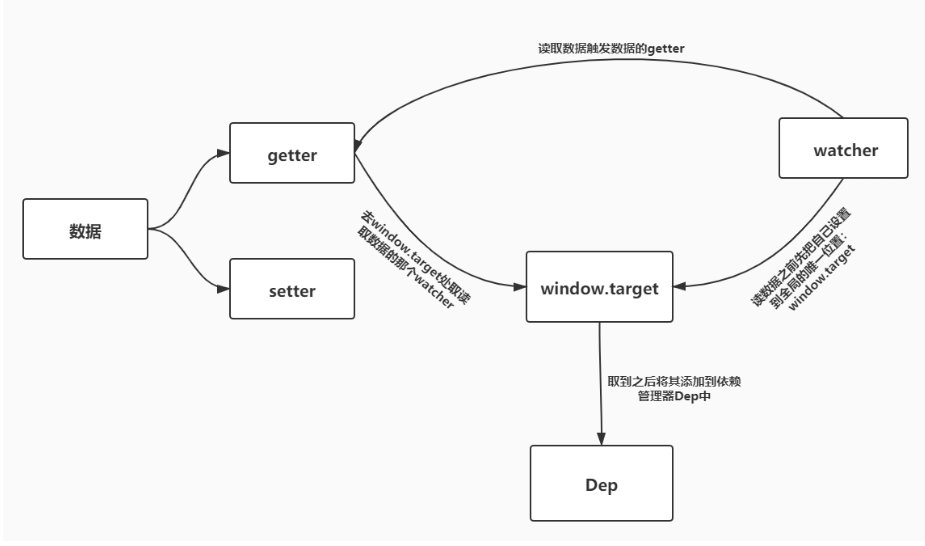 读取数据触发数据的getter
getter
watcher
数据
去window.target处取读
取数据的那个watcher
读数据之前先把自己设置
到全局的唯一位置：
window.target
setter
window.target
取到之后将其添加到依赖
管理器Dep中
Dep